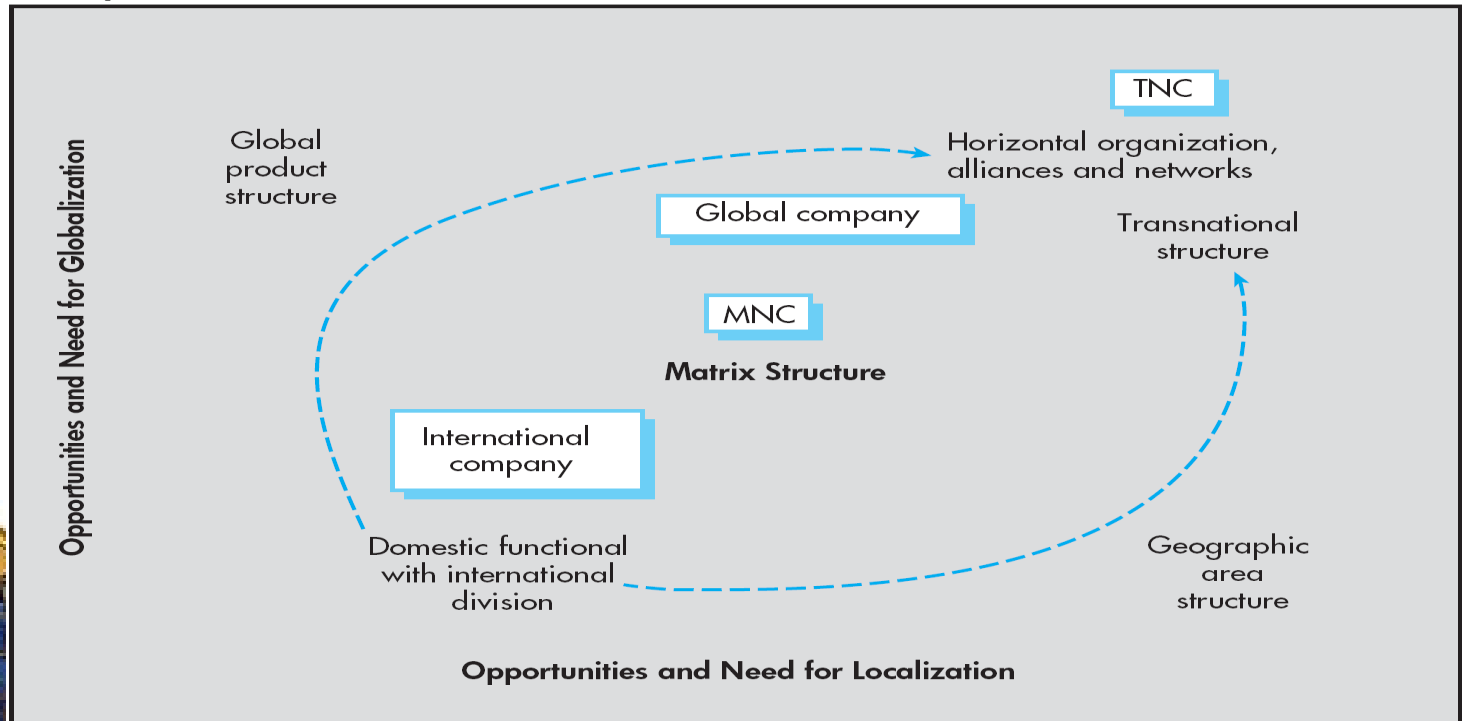 TNC
Global
product
structure
Horizontal organization,
alliances and networks
Global company
Transnational
structure
MNC
Matrix Structure
International
company
Opportunities and Need for Globalization
Domestic functional
with international
division
Geographic
area
structure
Opportunities and Need for Localization